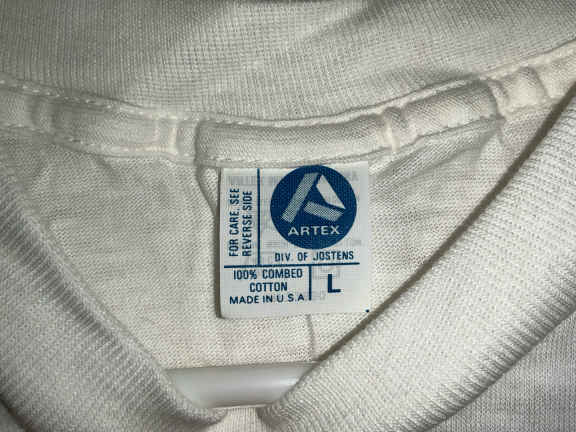 FOR CARE, SEE
REVERSE SIDE
ARTEX
DIV. OF JOSTENS
100% COMBED
COTTON
MADE IN U.S.A.
L